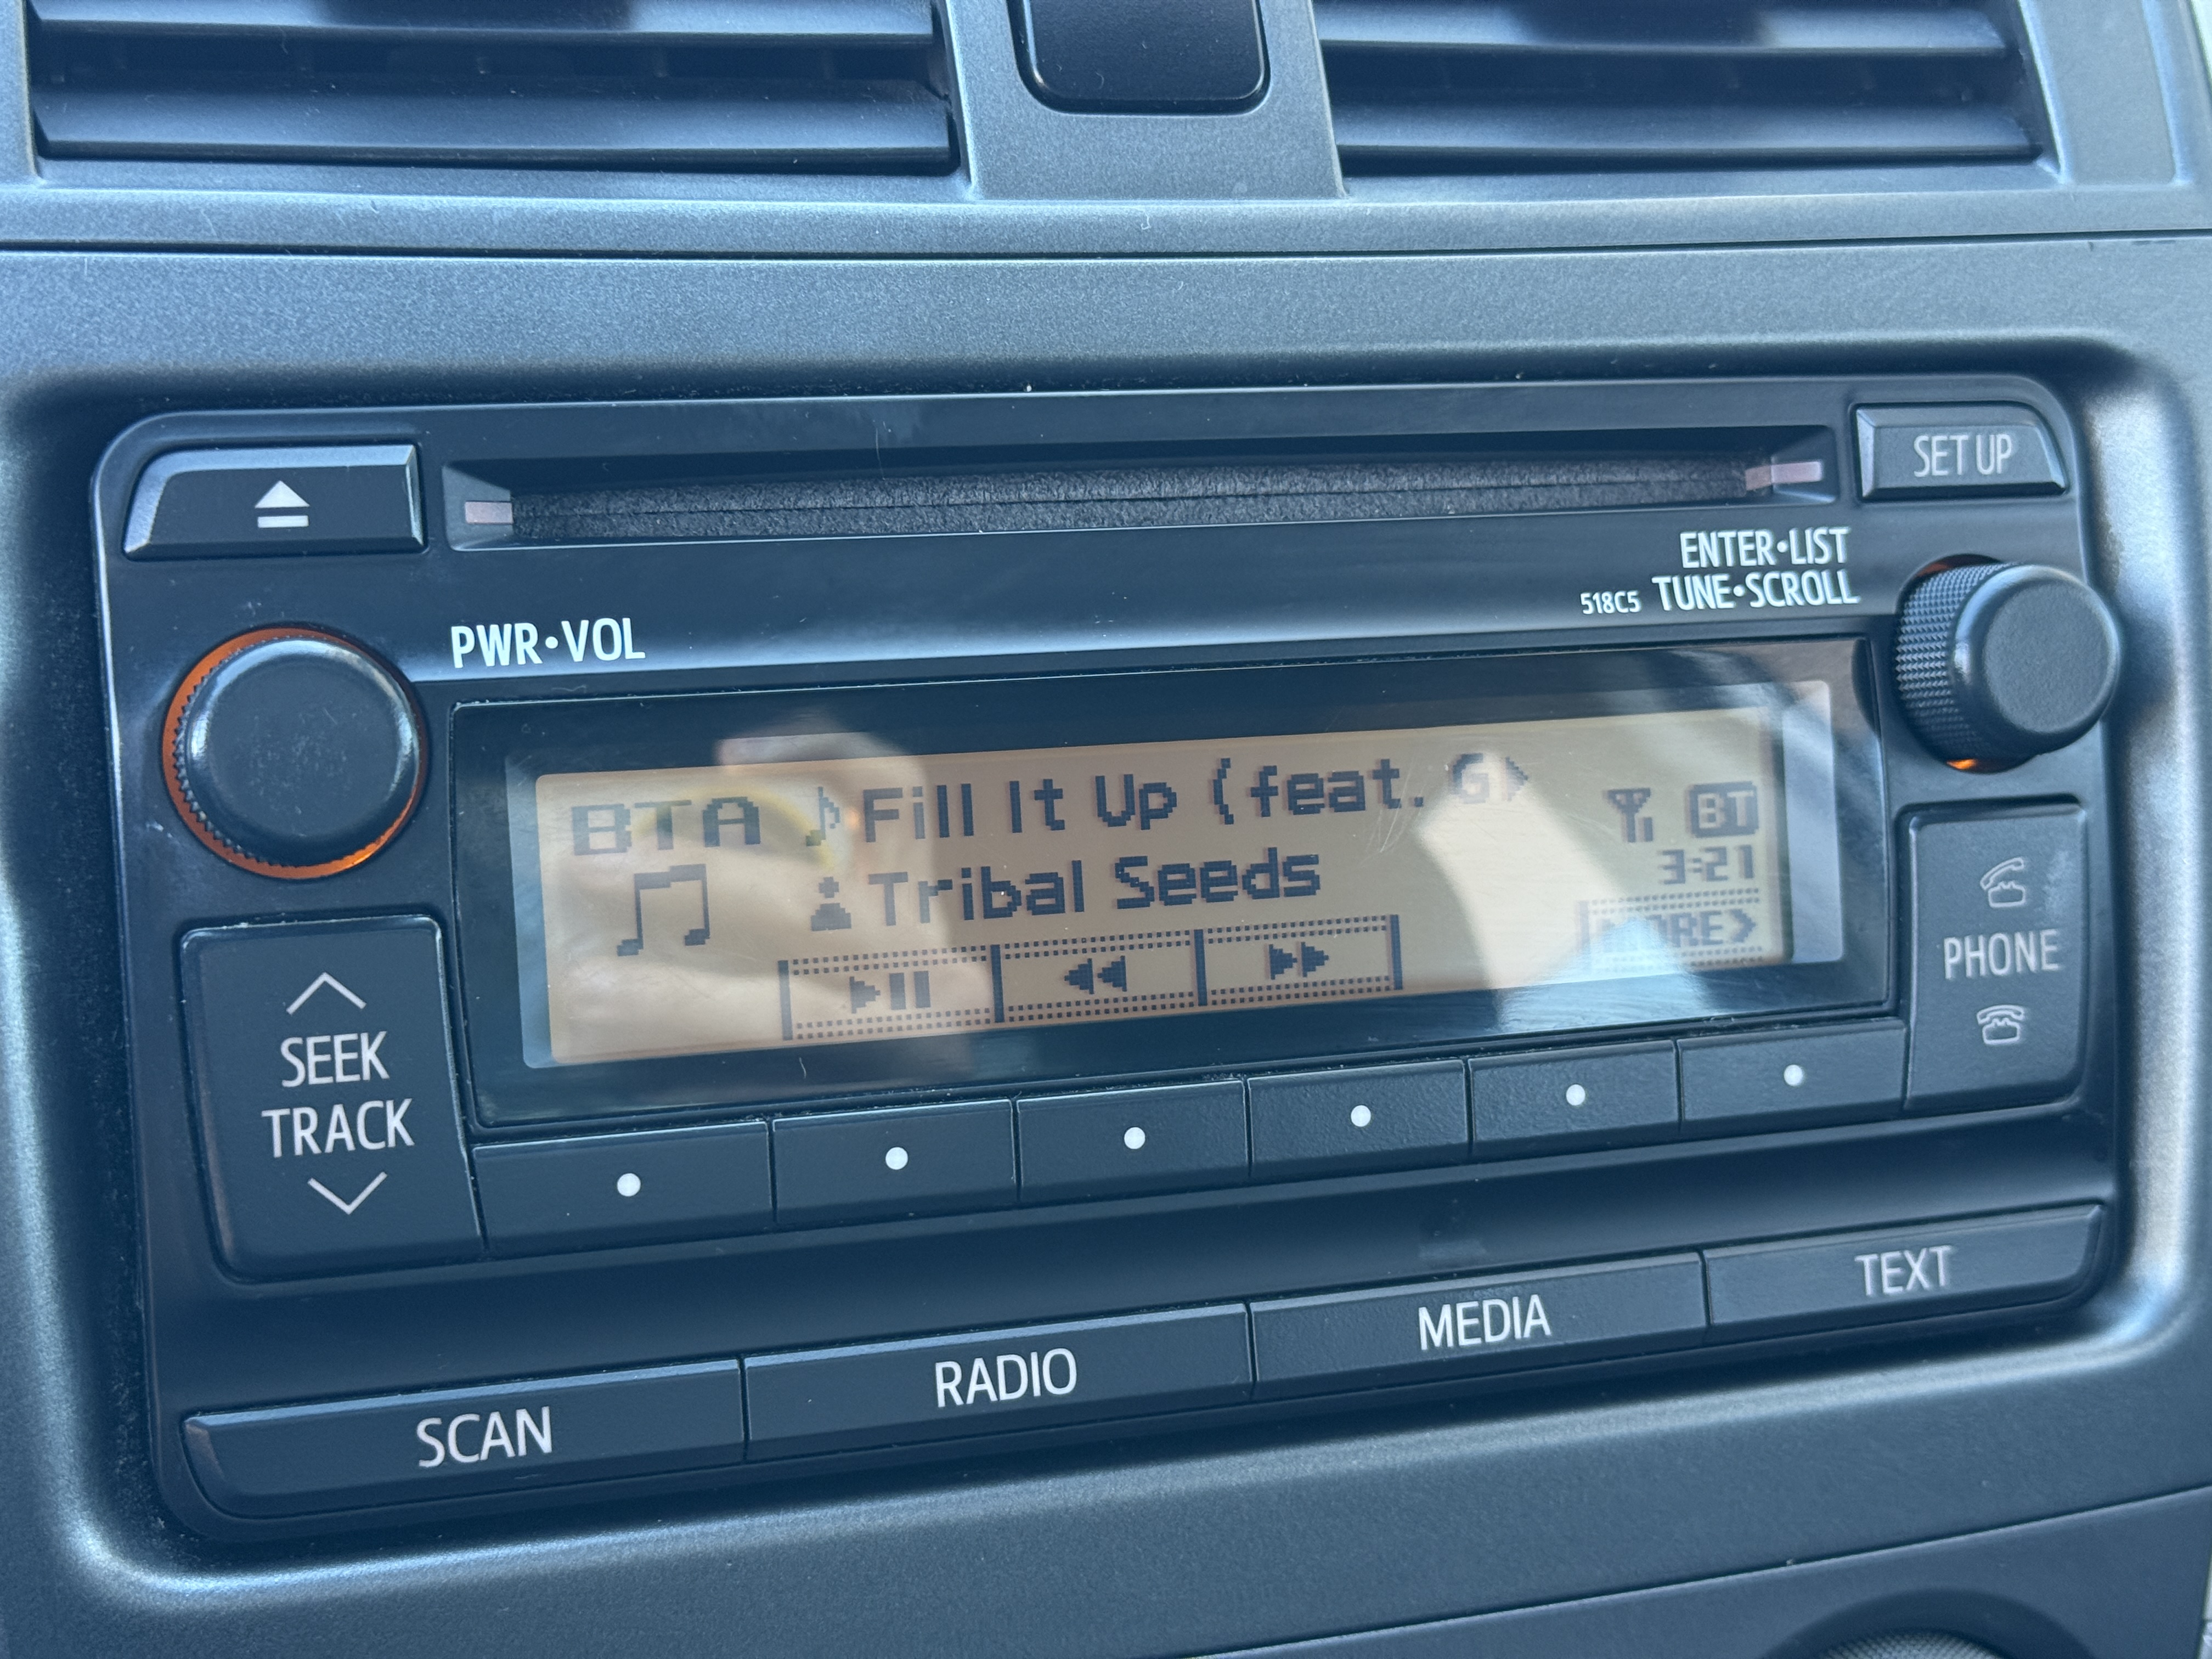 SET UP
ENTER•LIST
518C5 TUNE•SCROLL
PWR•VOL
BTA Fill It Up (feat. G
BT
Tribal Seeds
3:21
MORE>
SEEK
TRACK
PHONE
SCAN
RADIO
MEDIA
TEXT